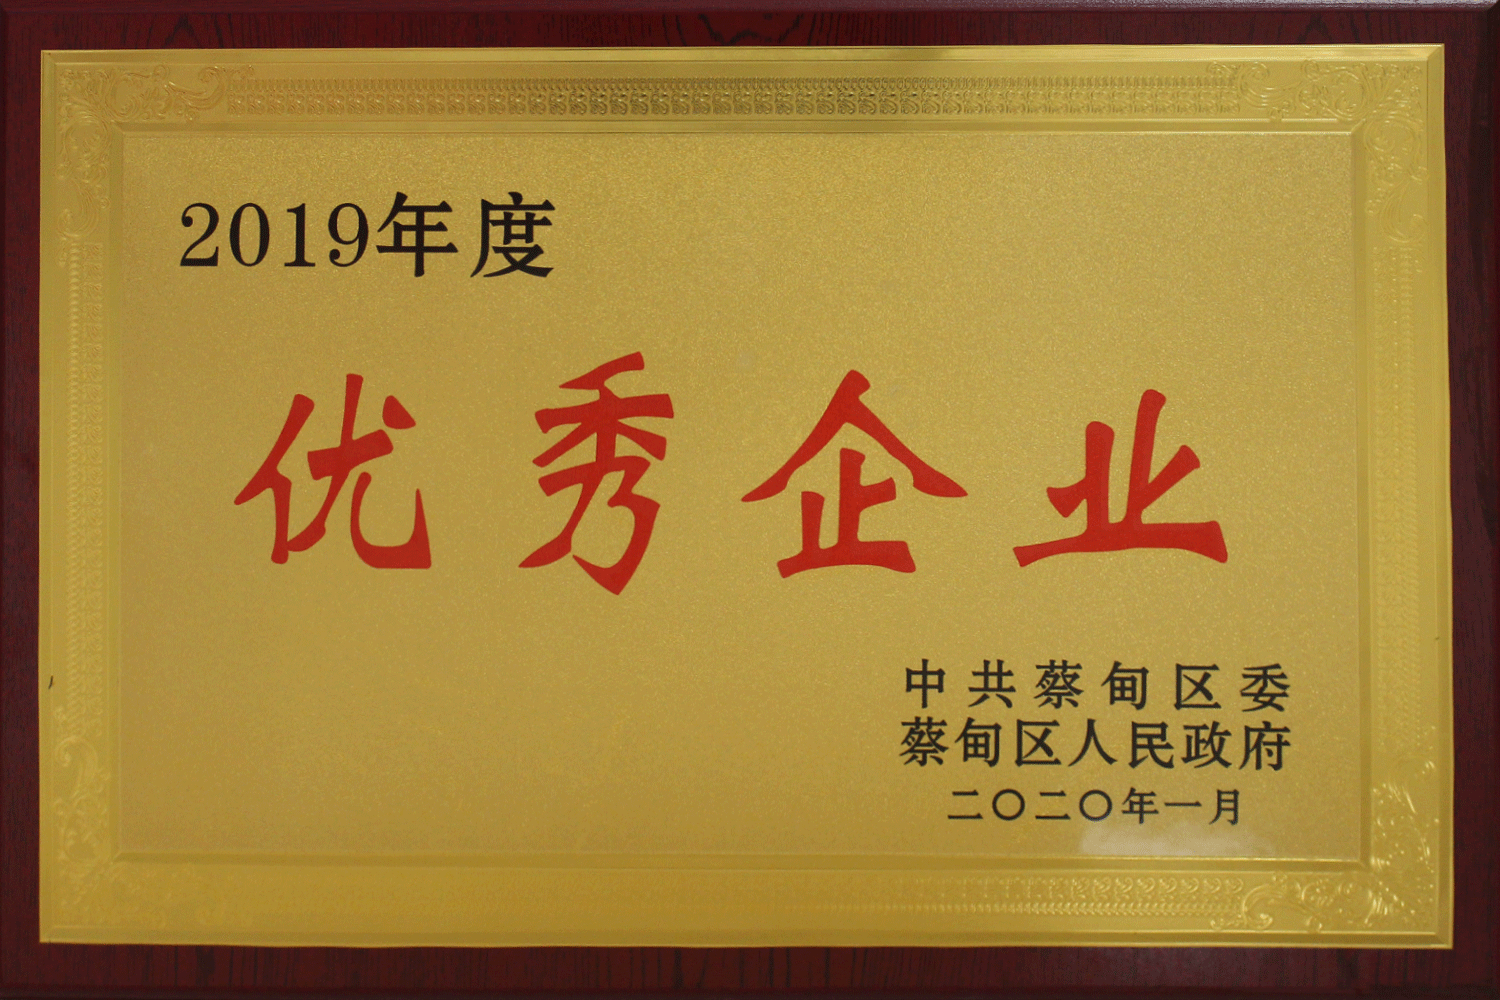 2019年度
优秀企业
中共蔡甸区委
蔡甸区人民政府
二〇二〇年一月